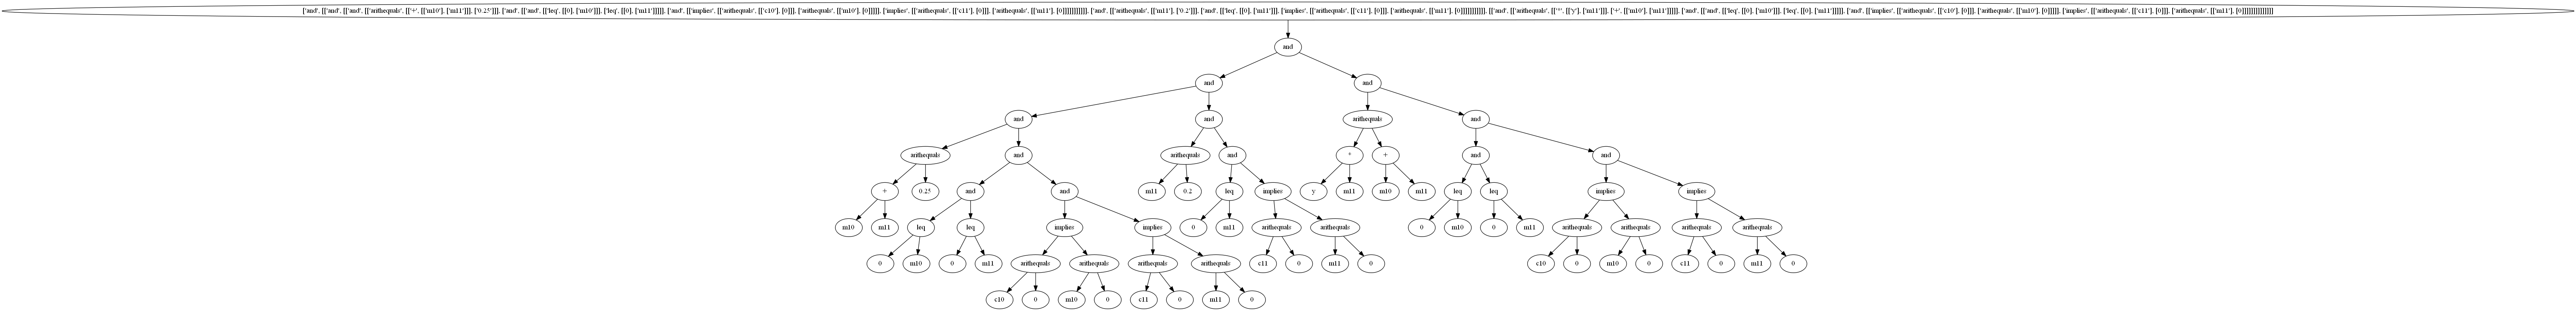 ['and', [['and', [['and', [['arithequals', [['+', [['m10'], ['m11']]], ['0.25']]], ['and', [['and', [['leq', [[0], ['m10']]], ['leq', [[0], ['m11']]]]], ['and', [['implies', [['arithequals', [['c10'], [0]]], ['arithequals', [['m10'], [0]]]]], ['implies', [['arithequals', [['c11'], [0]]], ['arithequals', [['m11'], [0]]]]]]]]]]], ['and', [['arithequals', [['m11'], ['0.2']]], ['and', [['leq', [[0], ['m11']]], ['implies', [['arithequals', [['c11'], [0]]], ['arithequals', [['m11'], [0]]]]]]]]]]], ['and', [['arithequals', [['*', [['y'], ['m11']]], ['+', [['m10'], ['m11']]]]], ['and', [['and', [['leq', [[0], ['m10']]], ['leq', [[0], ['m11']]]]], ['and', [['implies', [['arithequals', [['c10'], [0]]], ['arithequals', [['m10'], [0]]]]], ['implies', [['arithequals', [['c11'], [0]]], ['arithequals', [['m11'], [0]]]]]]]]]]]]]
and
and and
and and arithequals and
arithequals and arithequals and * + and and
+ 0.25 and and m11 0.2 leq implies y m11 m10 m11 leq leq implies implies
m10 m11 leq leq implies implies 0 m11 arithequals arithequals 0 m10 0 m11 arithequals arithequals arithequals arithequals
0 m10 0 m11 arithequals arithequals arithequals arithequals c11 0 m11 0 c10 0 m10 0 c11 0 m11 0
c10 0 m10 0 c11 0 m11 0